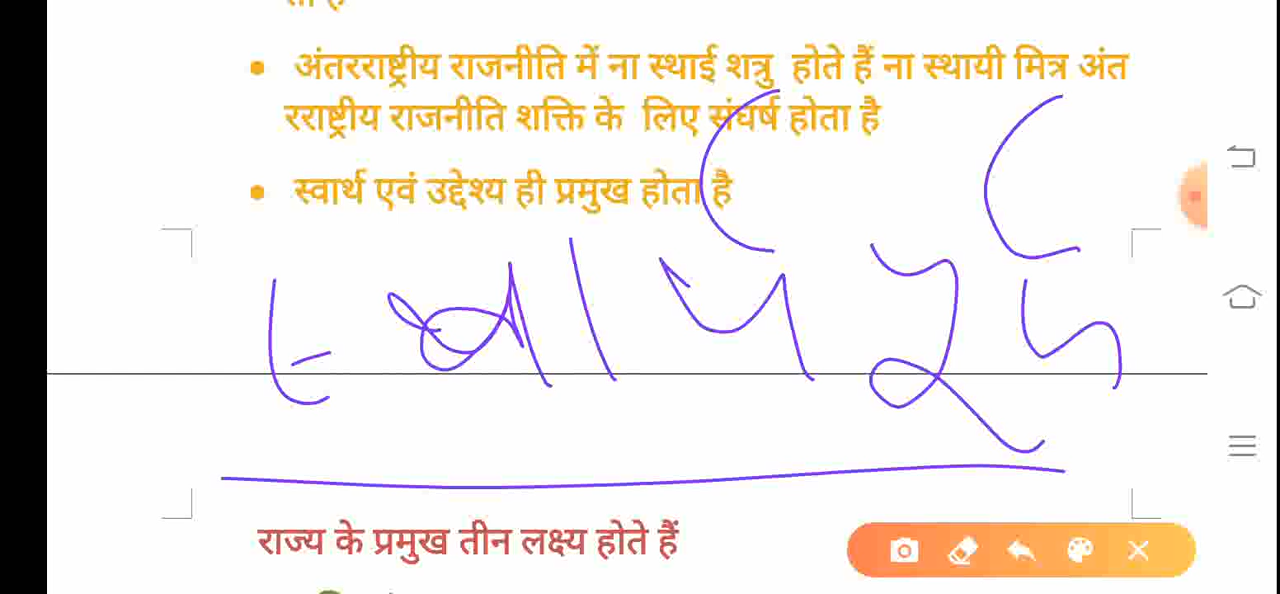 • अंतरराष्ट्रीय राजनीति में ना स्थाई शत्रु होते हैं ना स्थायी मित्र अंत
रराष्ट्रीय राजनीति शक्ति के लिए संघर्ष होता है
• स्वार्थ एवं उद्देश्य ही प्रमुख होता है
राज्य के प्रमुख तीन लक्ष्य होते हैं